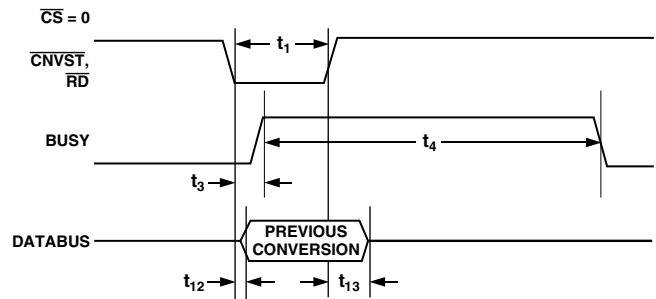 CS = 0
t1
CNVST,
RD
BUSY
t4
t3
DATABUS
PREVIOUS
CONVERSION
t12
t13